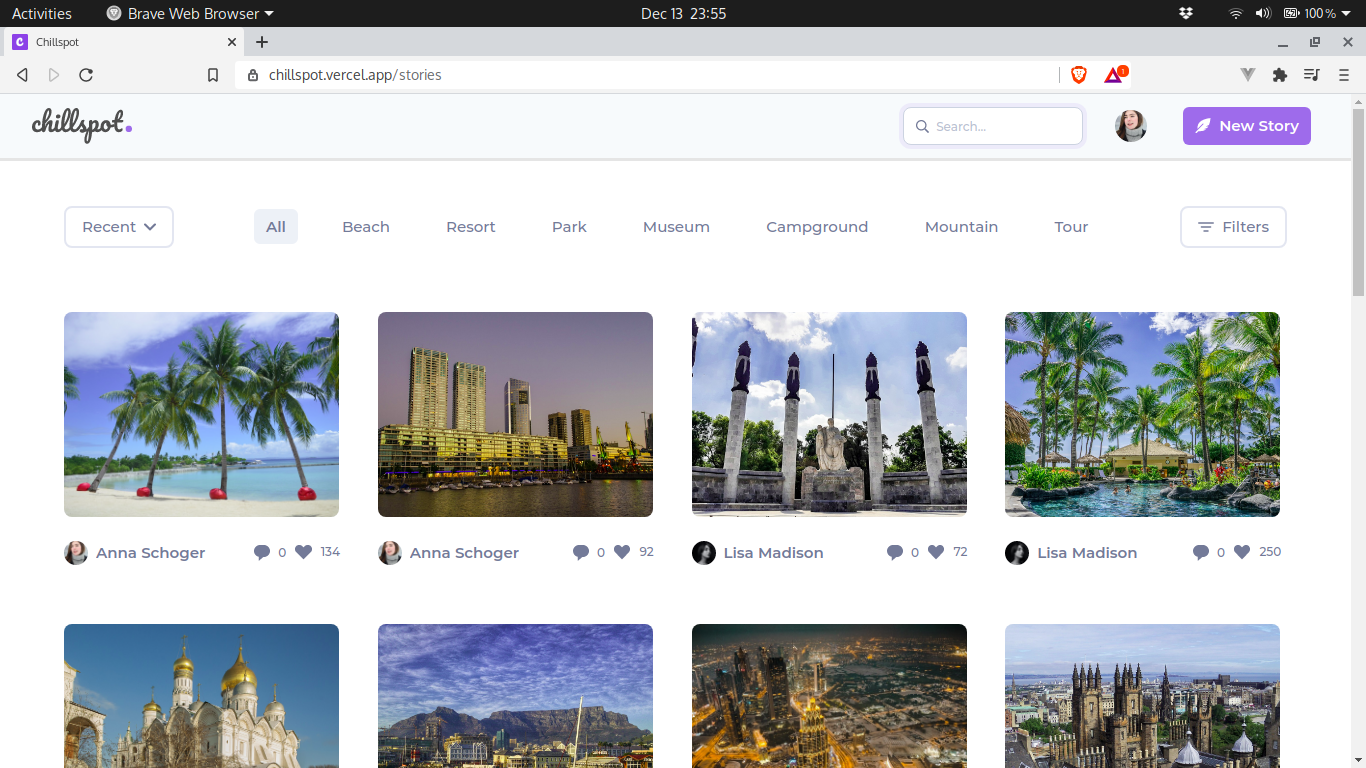 Activities Brave Web Browser Dec 13 23:55 100 %
Chillspot
chillspot.vercel.app/stories 1
chillspot. Search... New Story
Recent All Beach Resort Park Museum Campground Mountain Tour Filters
Anna Schoger 0 134 Anna Schoger 0 92 Lisa Madison 0 72 Lisa Madison 0 250